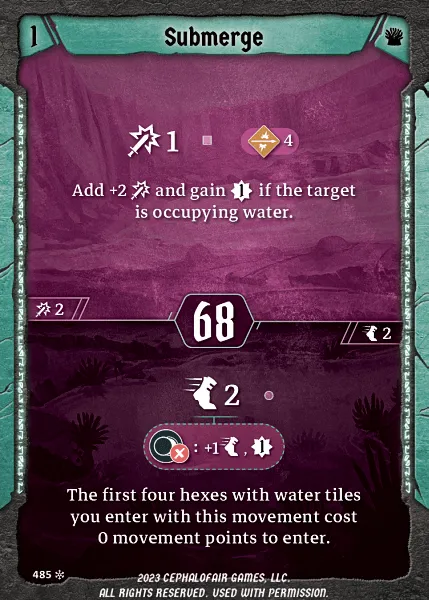 1
Submerge
1
4
Add +2 and gain 1 if the target
is occupying water.
2
68
2
2
: +1 , 1
The first four hexes with water tiles
you enter with this movement cost
0 movement points to enter.
485
2023 CEPHALOFAIR GAMES, LLC.
ALL RIGHTS RESERVED. USED WITH PERMISSION.